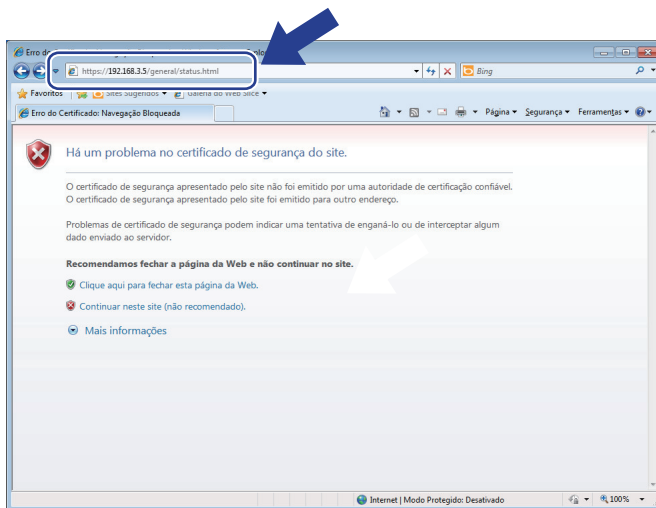 Erro do
https://192.168.3.5/general/status.html
Bing
Favoritos
Sites Sugeridos
Galeria do Web Slice
Erro do Certificado: Navegação Bloqueada
Página
Segurança
Ferramentas
Há um problema no certificado de segurança do site.
O certificado de segurança apresentado pelo site não foi emitido por uma autoridade de certificação confiável.
O certificado de segurança apresentado pelo site foi emitido para outro endereço.
Problemas de certificado de segurança podem indicar uma tentativa de enganá-lo ou de interceptar algum
dado enviado ao servidor.
Recomendamos fechar a página da Web e não continuar no site.
Clique aqui para fechar esta página da Web.
Continuar neste site (não recomendado).
Mais informações
Internet | Modo Protegido: Desativado
100%